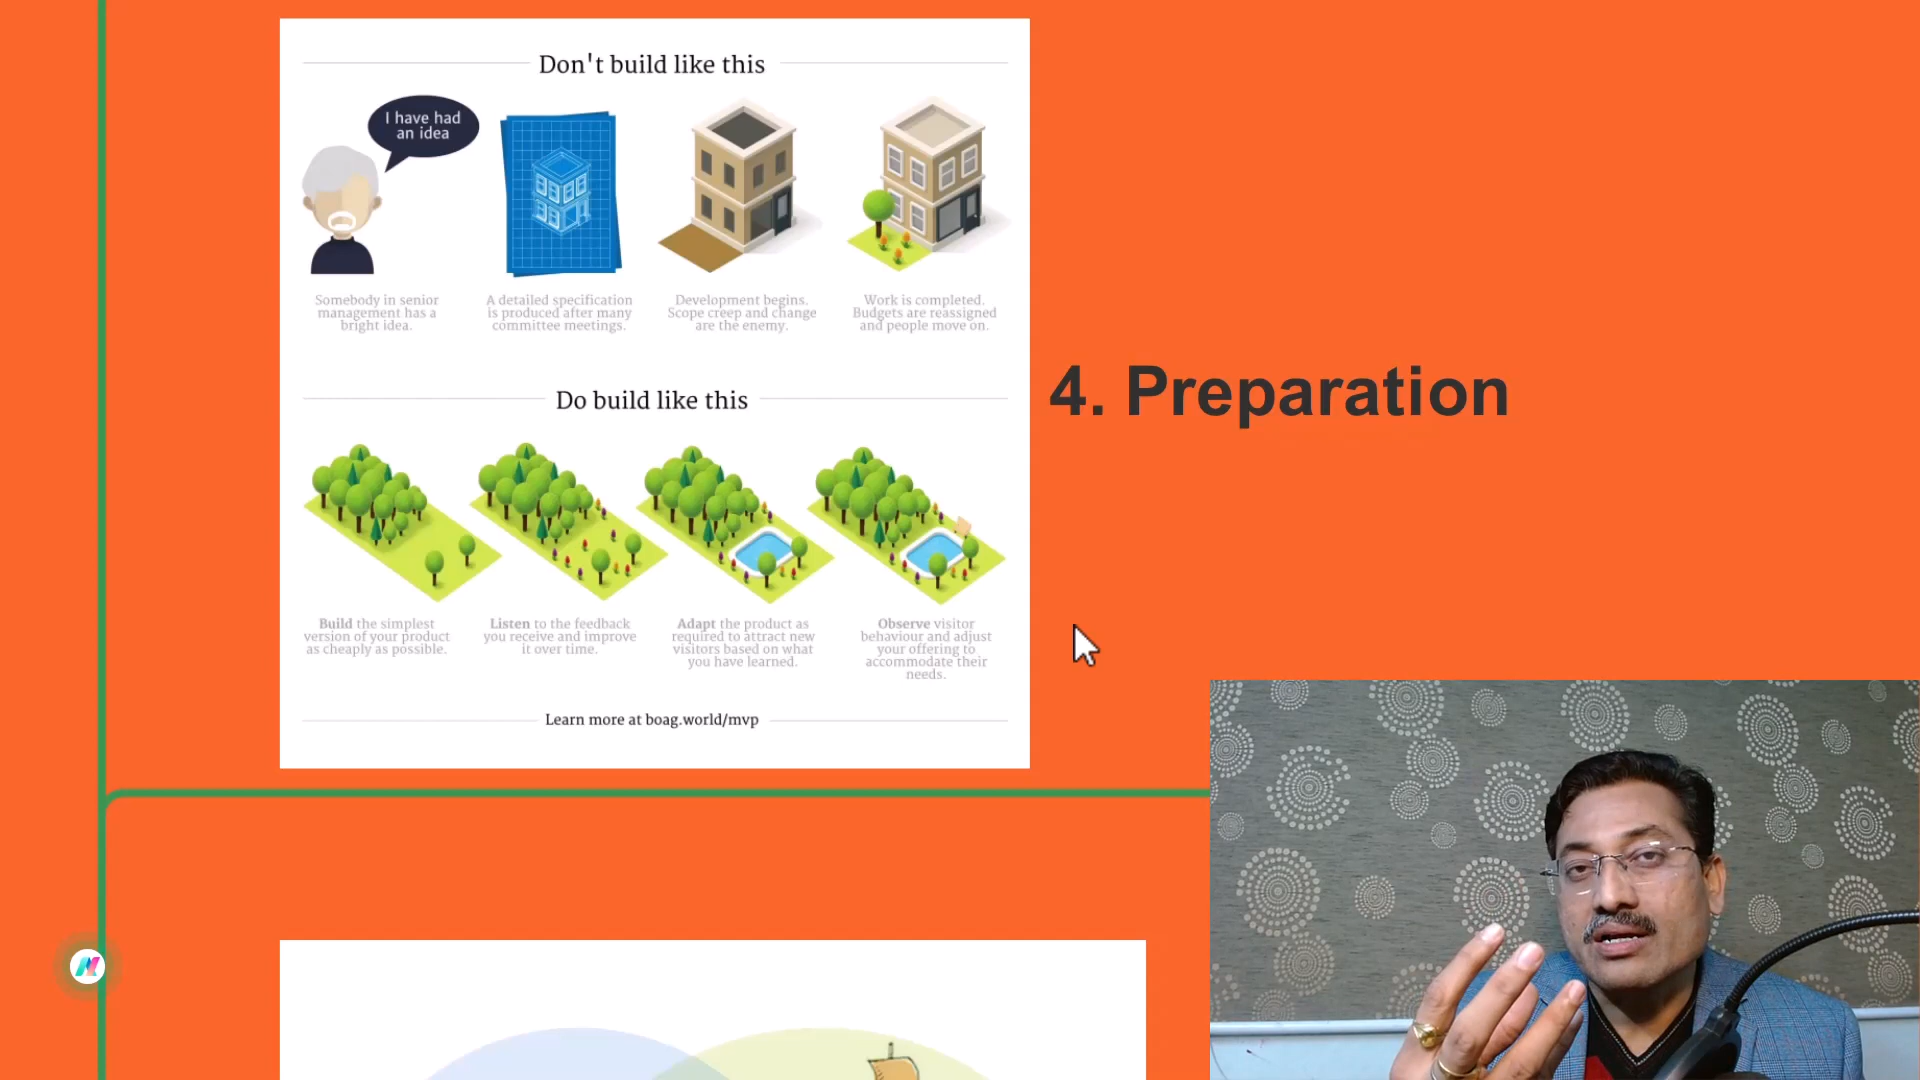 Don't build like this
I have had
an idea
Somebody in senior
management has a
bright idea.
A detailed specification
is produced after many
committee meetings.
Development begins.
Scope creep and change
are the enemy.
Work is completed.
Budgets are reassigned
and people move on.
4. Preparation
Do build like this
Build the simplest
version of your product
as cheaply as possible.
Listen to the feedback
you receive and improve
it over time.
Adapt the product as
required to attract new
visitors based on what
you have learned.
Observe visitor
behaviour and adjust
your offering to
accommodate their
needs.
Learn more at boag.world/mvp